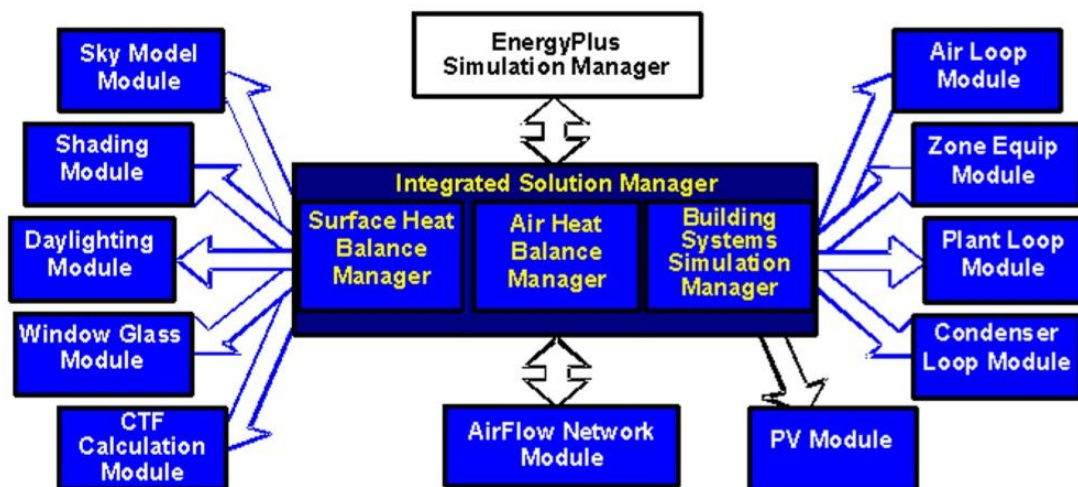 EnergyPlus
Simulation Manager
Sky Model
Module
Shading
Module
Daylighting
Module
Window Glass
Module
CTF
Calculation
Module
Integrated Solution Manager
Surface Heat
Balance
Manager
Air Heat
Balance
Manager
Building
Systems
Simulation
Manager
Air Loop
Module
Zone Equip
Module
Plant Loop
Module
Condenser
Loop Module
AirFlow Network
Module
PV Module